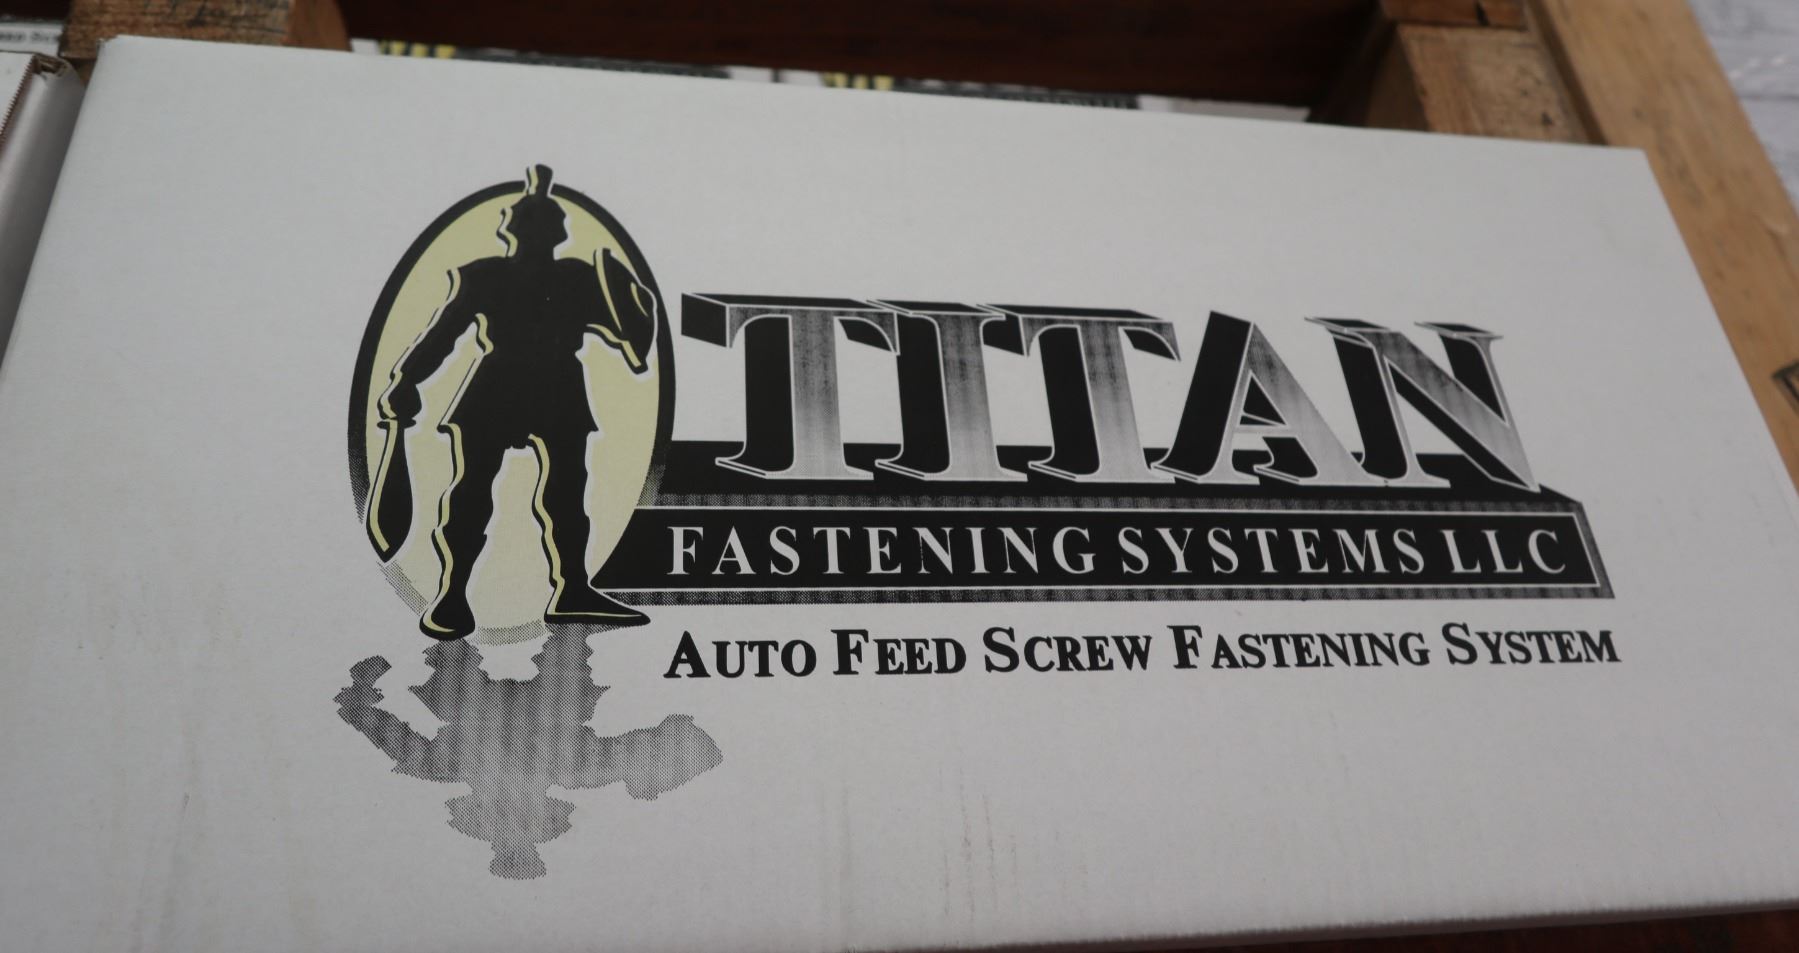 TITAN
FASTENING SYSTEMS LLC
AUTO FEED SCREW FASTENING SYSTEM